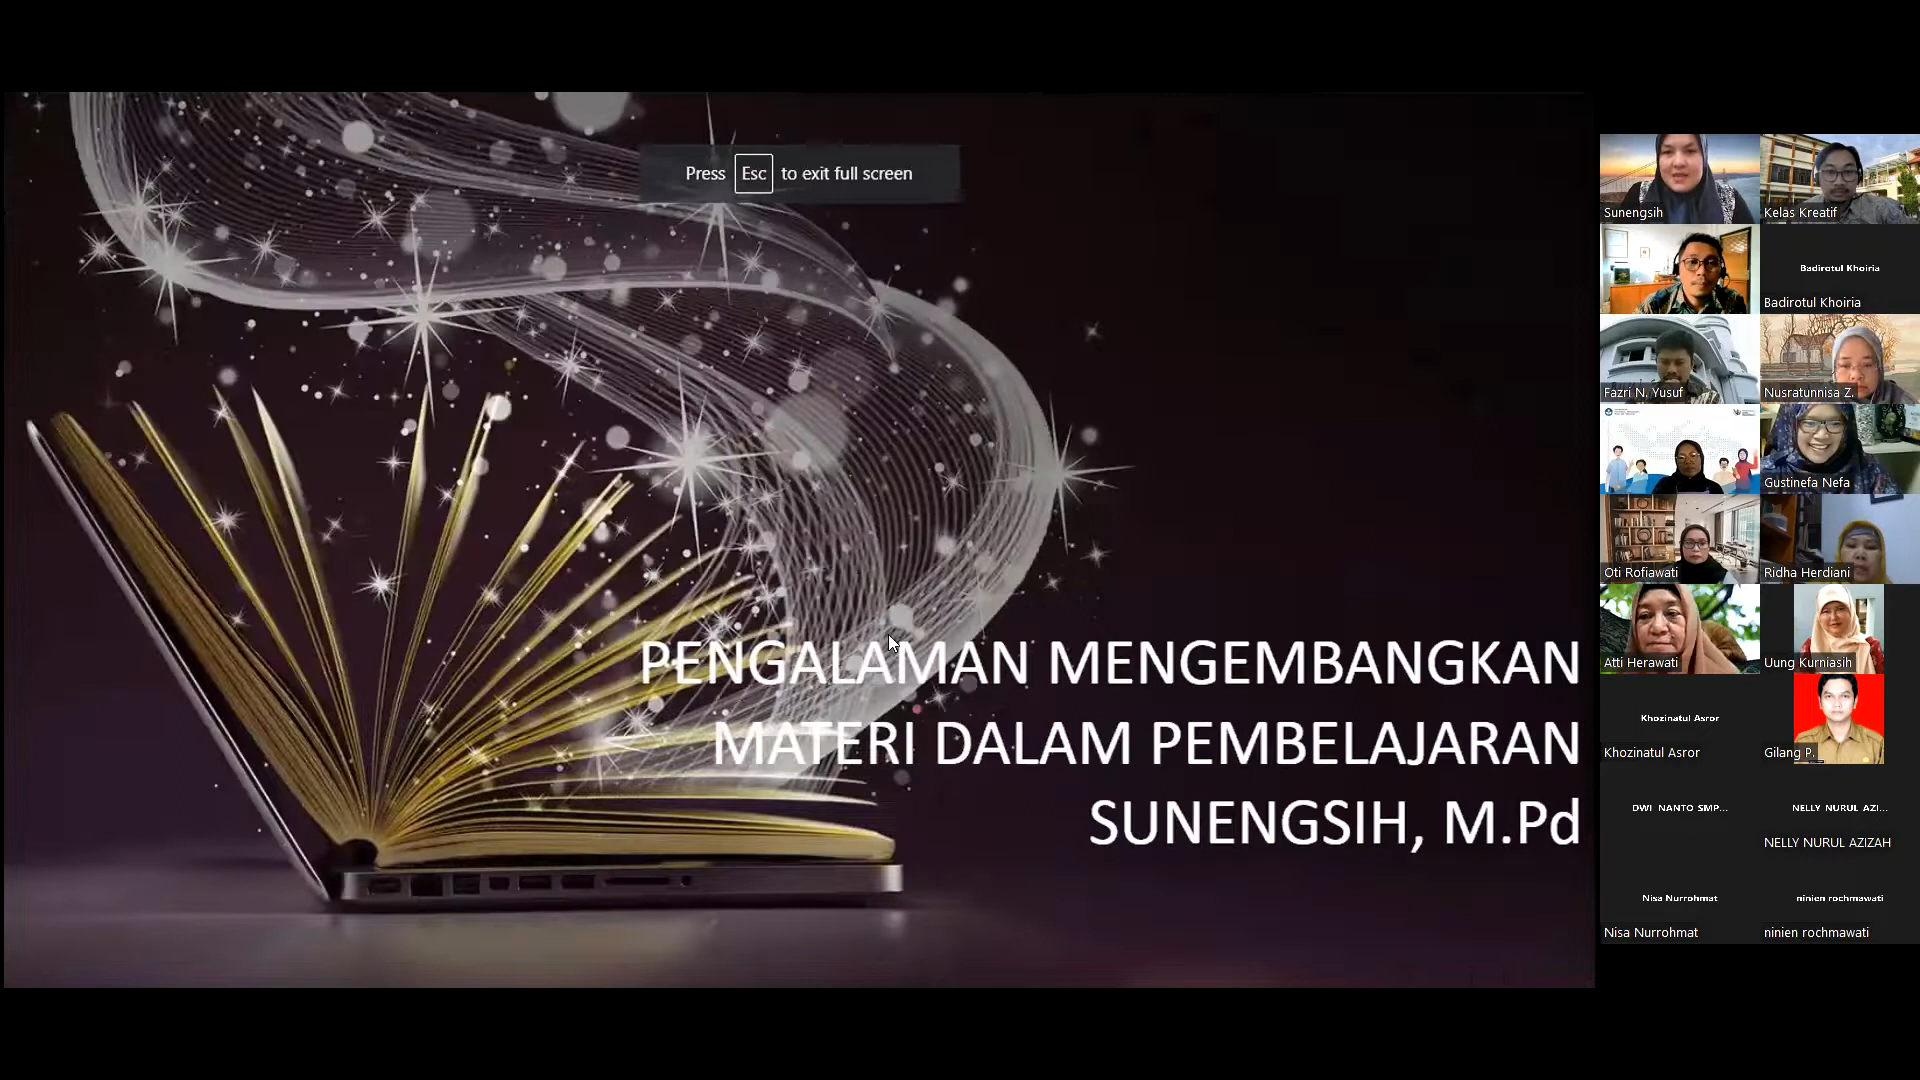 Press Esc to exit full screen
PENGALAMAN MENGEMBANGKAN
MATERI DALAM PEMBELAJARAN
SUNENGSIH, M.Pd
Sunengsih
Kelas Kreatif
Badirotul Khoiria
Badirotul Khoiria
Fazri N. Yusuf
Nusratunnisa Z.
Gustinefa Nefa
Oti Rofiawati
Ridha Herdiani
Atti Herawati
Uung Kurniasih
Khozinatul Asror
Khozinatul Asror
Gilang P.
DWI NANTO SMP...
NELLY NURUL AZI...
NELLY NURUL AZIZAH
Nisa Nurrohmat
Nisa Nurrohmat
ninien rochmawati
ninien rochmawati